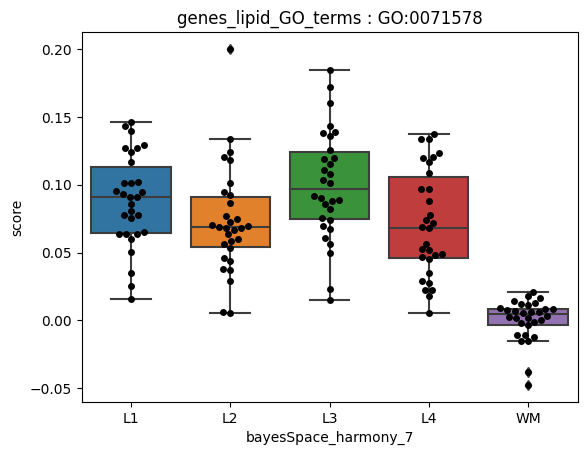 genes_lipid_GO_terms : GO:0071578
0.20
0.15
0.10
0.05
0.00
−0.05
score
L1 L2 L3 L4 WM
bayesSpace_harmony_7